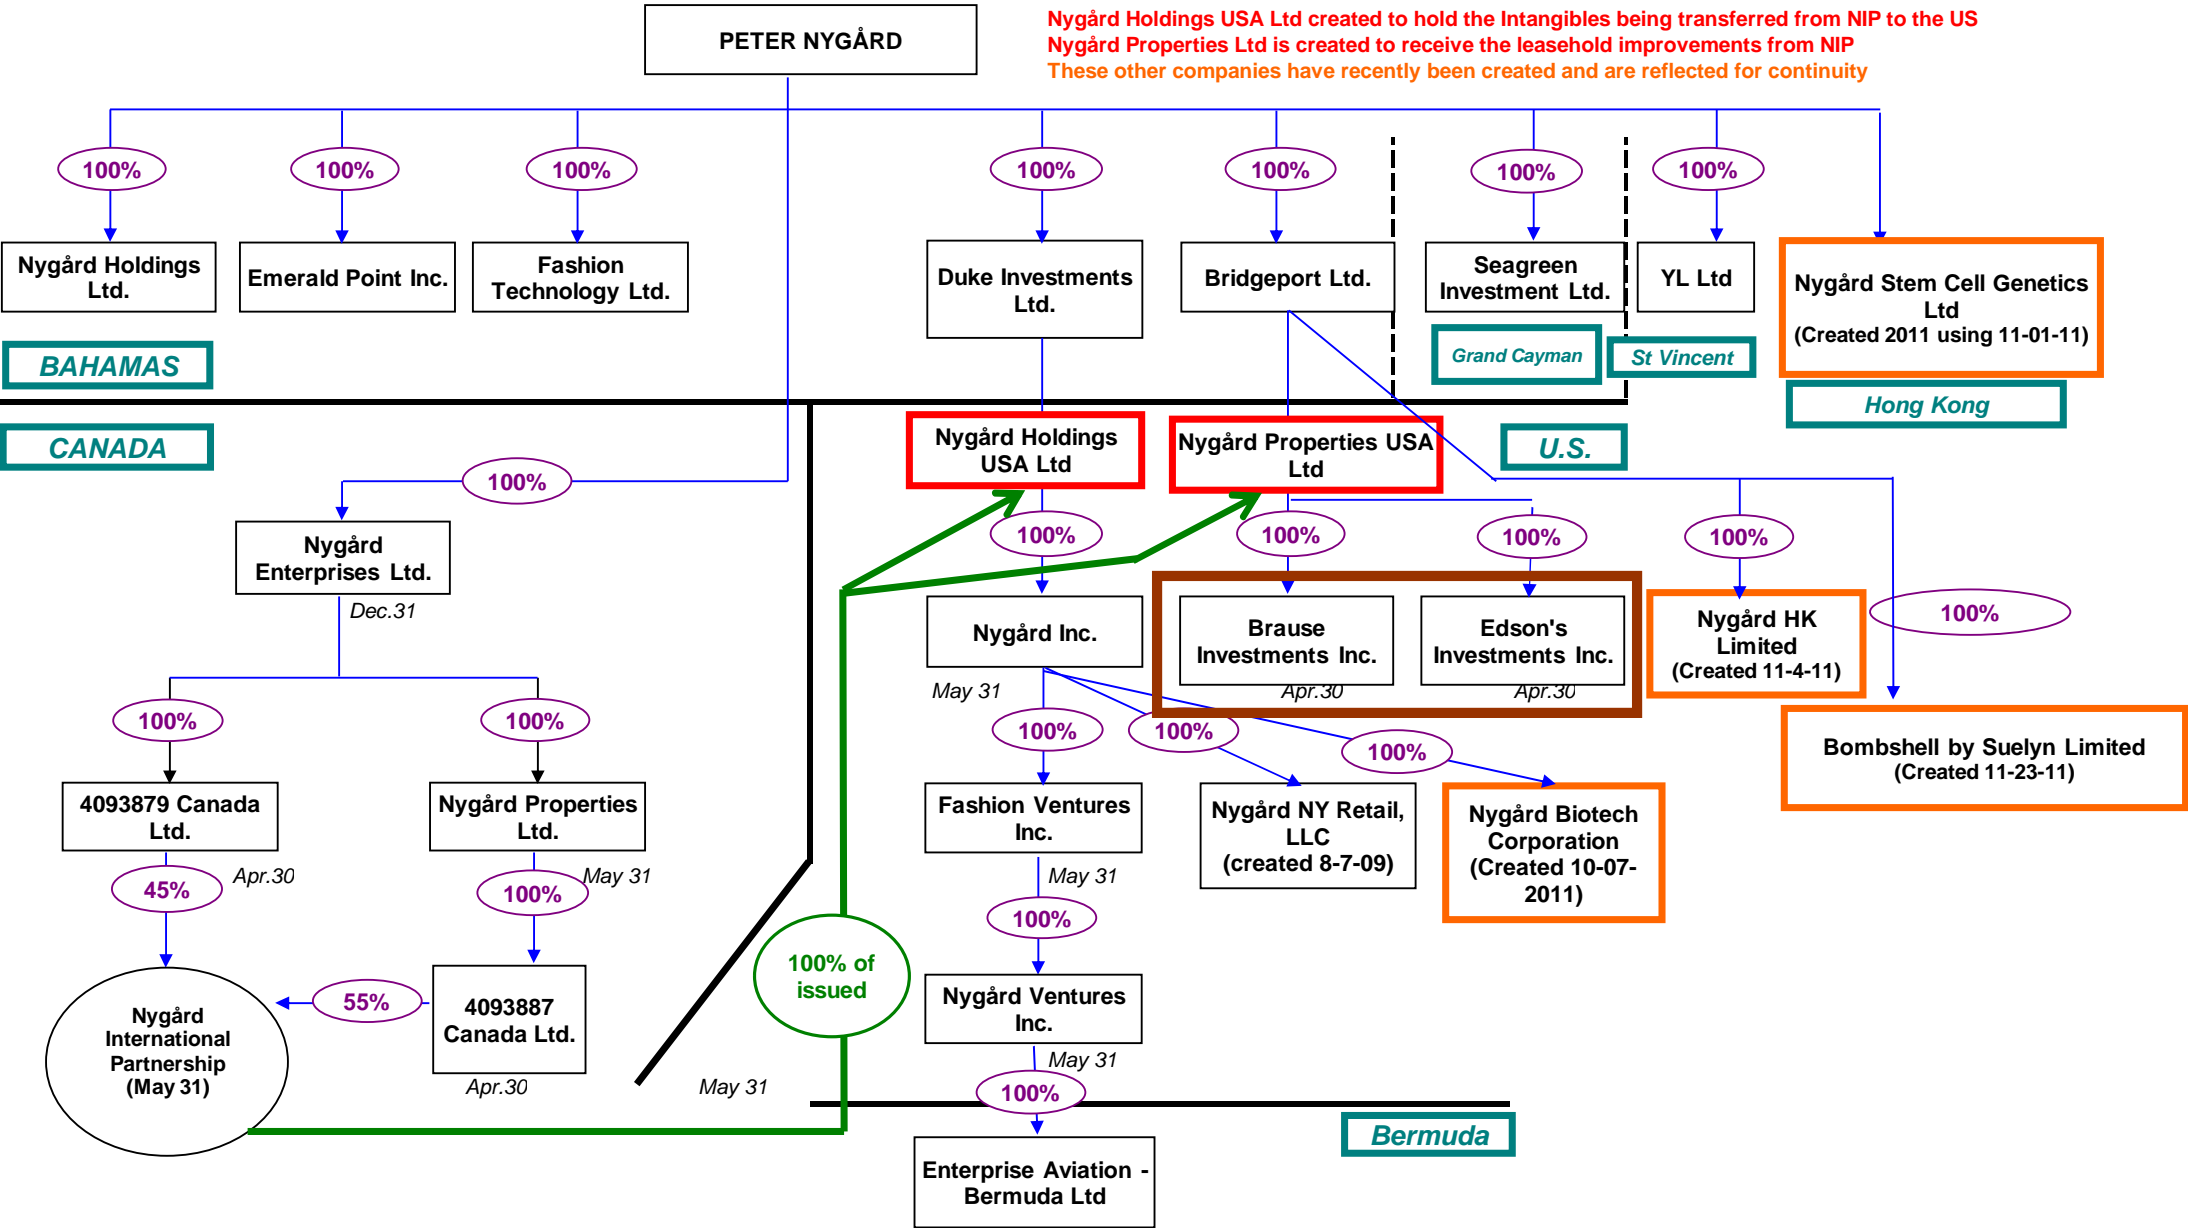 PETER NYGÅRD
Nygård Holdings USA Ltd created to hold the Intangibles being transferred from NIP to the US
Nygård Properties Ltd is created to receive the leasehold improvements from NIP
These other companies have recently been created and are reflected for continuity
100%
100%
100%
100%
100%
100%
100%
Nygård Holdings
Ltd.
Emerald Point Inc.
Fashion
Technology Ltd.
Duke Investments
Ltd.
Bridgeport Ltd.
Seagreen
Investment Ltd.
YL Ltd
Nygård Stem Cell Genetics
Ltd
(Created 2011 using 11-01-11)
BAHAMAS
Grand Cayman
St Vincent
Hong Kong
CANADA
Nygård Holdings
USA Ltd
Nygård Properties USA
Ltd
U.S.
100%
Nygård
Enterprises Ltd.
Dec.31
100%
100%
100%
100%
100%
Nygård Inc.
May 31
Brause
Investments Inc.
Apr.30
Edson's
Investments Inc.
Apr.30
Nygård HK
Limited
(Created 11-4-11)
Bombshell by Suelyn Limited
(Created 11-23-11)
100%
100%
100%
100%
100%
4093879 Canada
Ltd.
Apr.30
Nygård Properties
Ltd.
May 31
Fashion Ventures
Inc.
May 31
Nygård NY Retail,
LLC
(created 8-7-09)
Nygård Biotech
Corporation
(Created 10-07-
2011)
45%
100%
100%
100% of
issued
Nygård
International
Partnership
(May 31)
55%
4093887
Canada Ltd.
Apr.30
May 31
Nygård Ventures
Inc.
May 31
100%
Bermuda
Enterprise Aviation -
Bermuda Ltd